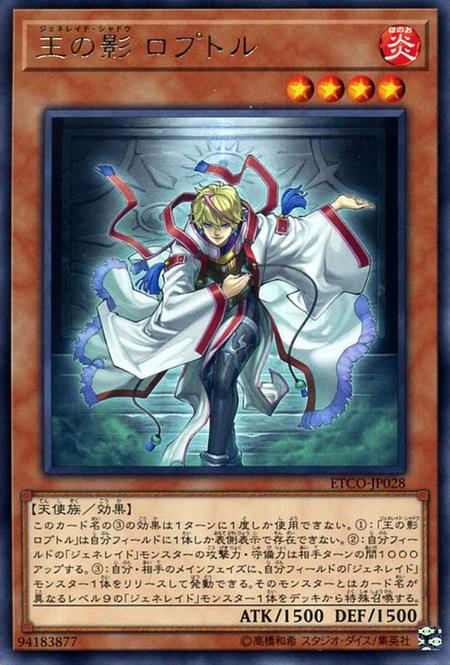 ジェネレイド・シャドウ
王の影 ロプトル
ほのお
炎
ETCO-JP028
【天使族/効果】
このカード名の③の効果は1ターンに1度しか使用できない。①:「王の影
ロプトル」は自分フィールドに1体しか表側表示で存在できない。②:自分フィ
ールドの「ジェネレイド」モンスターの攻撃力・守備力は相手ターンの間1000
アップする。③:自分・相手のメインフェイズに、自分フィールドの「ジェネレイド」
モンスター1体をリリースして発動できる。そのモンスターとはカード名が
異なるレベル9の「ジェネレイド」モンスター1体をデッキから特殊召喚する。
ATK/1500 DEF/1500
94183877
©高橋和希 スタジオ・ダイス/集英社